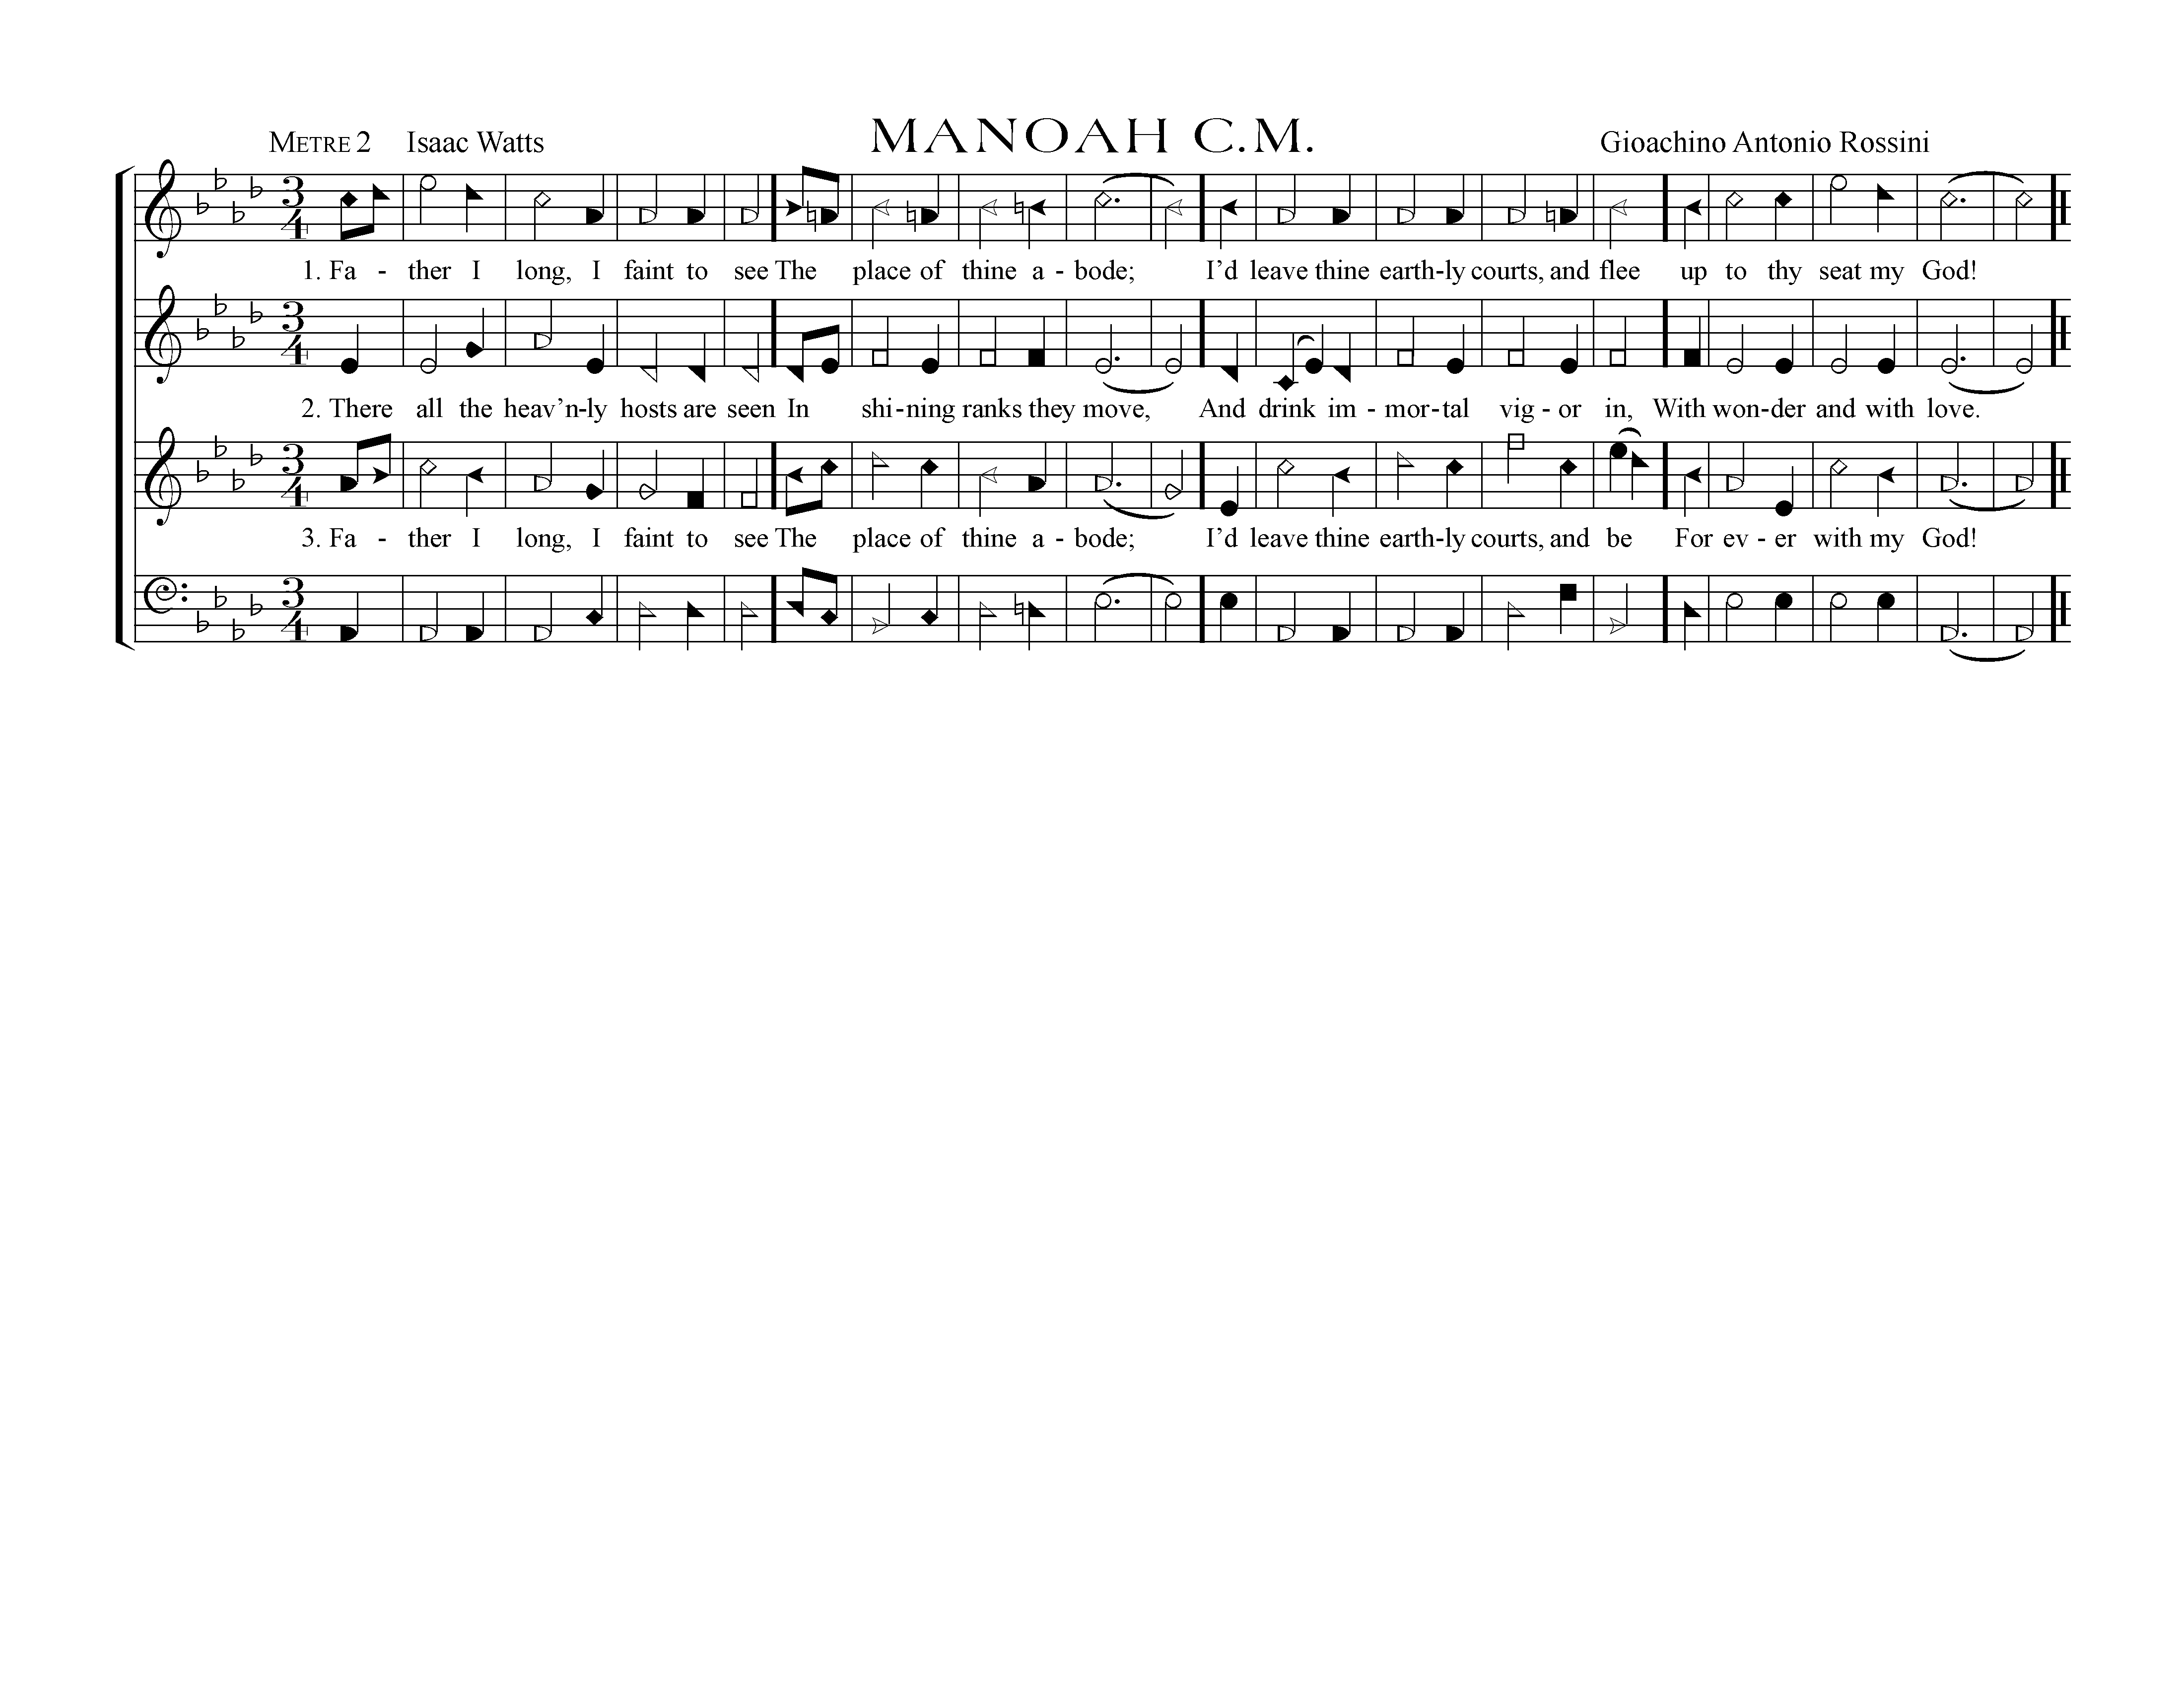 METRE 2 Isaac Watts MANOAH C.M. Gioachino Antonio Rossini
1. Fa - ther I long, I faint to see The place of thine a - bode; I’d leave thine earth-ly courts, and flee up to thy seat my God!
2. There all the heav’n-ly hosts are seen In shi-ning ranks they move, And drink im - mor-tal vig - or in, With won-der and with love.
3. Fa - ther I long, I faint to see The place of thine a - bode; I’d leave thine earth-ly courts, and be For ev - er with my God!